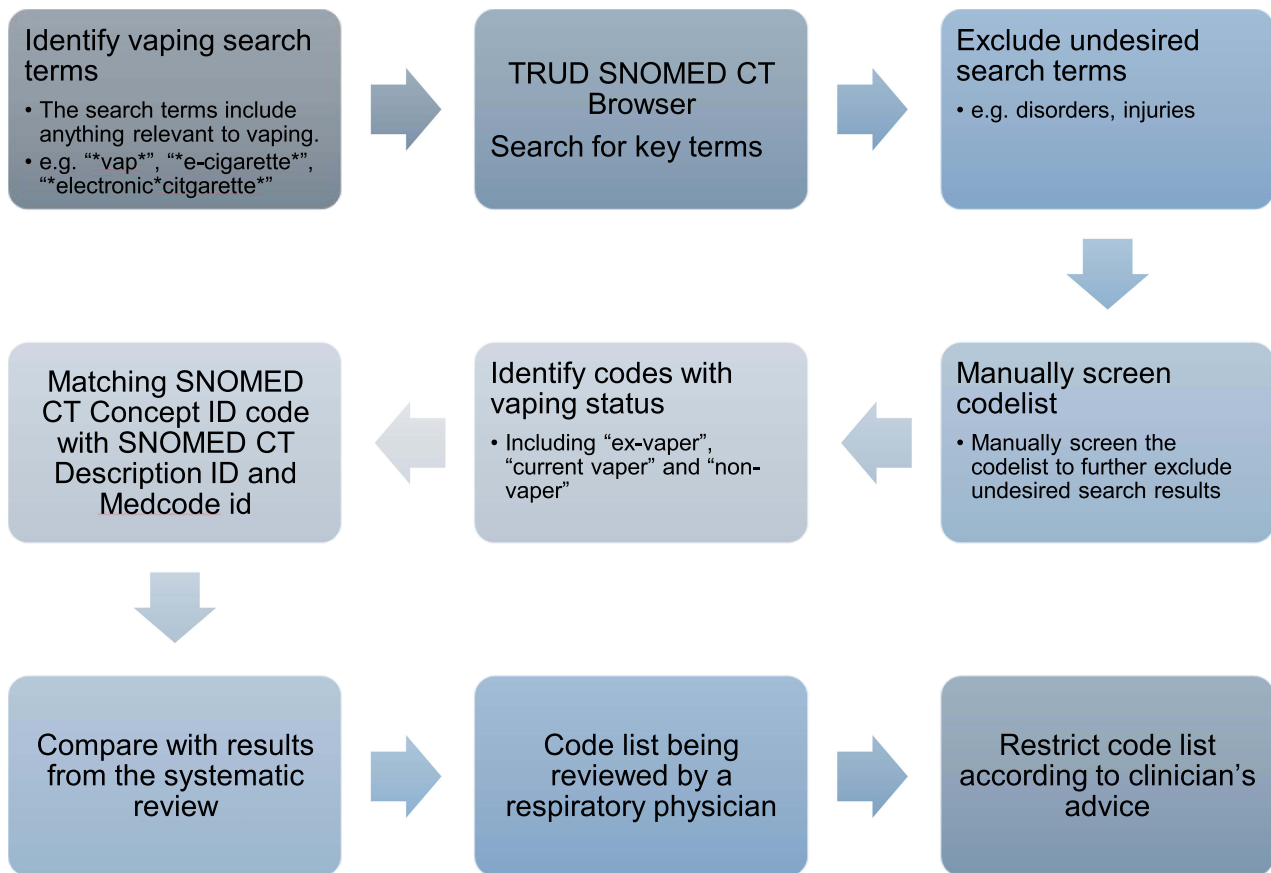 Identify vaping search
terms
• The search terms include
anything relevant to vaping.
• e.g. “*vap*”, “*e-cigarette*”,
“*electronic*citgarette*”
TRUD SNOMED CT
Browser
Search for key terms
Exclude undesired
search terms
• e.g. disorders, injuries
Manually screen
codelist
• Manually screen the
codelist to further exclude
undesired search results
Identify codes with
vaping status
• Including “ex-vaper”,
“current vaper” and “non-
vaper”
Matching SNOMED
CT Concept ID code
with SNOMED CT
Description ID and
Medcode id
Compare with results
from the systematic
review
Code list being
reviewed by a
respiratory physician
Restrict code list
according to clinician’s
advice